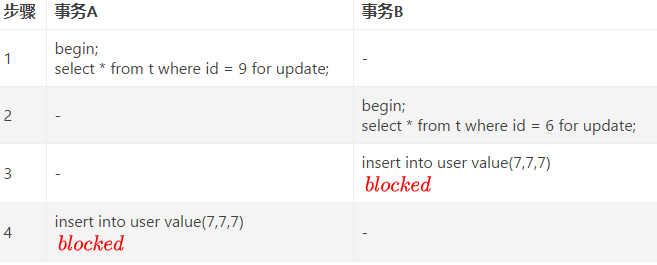 步骤 事务A 事务B
1 begin; -
select * from t where id = 9 for update;
2 - begin;
select * from t where id = 6 for update;
3 - insert into user value(7,7,7)
blocked
4 insert into user value(7,7,7) -
blocked